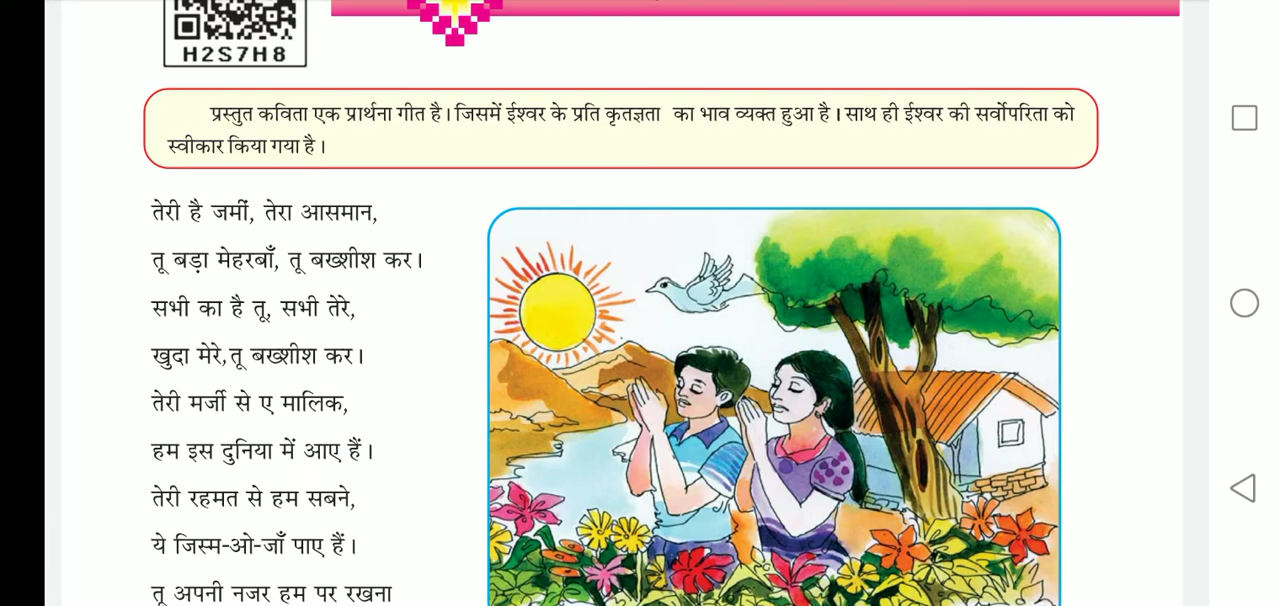 H2S7H8
प्रस्तुत कविता एक प्रार्थना गीत है। जिसमें ईश्वर के प्रति कृतज्ञता का भाव व्यक्त हुआ है। साथ ही ईश्वर की सर्वोपरिता को
स्वीकार किया गया है।
तेरी है जमीं, तेरा आसमान,
तू बड़ा मेहरबाँ, तू बख्शीश कर।
सभी का है तू, सभी तेरे,
खुदा मेरे,तू बख्शीश कर।
तेरी मर्जी से ए मालिक,
हम इस दुनिया में आए हैं।
तेरी रहमत से हम सबने,
ये जिस्म-ओ-जाँ पाए हैं।
तू अपनी नजर हम पर रखना